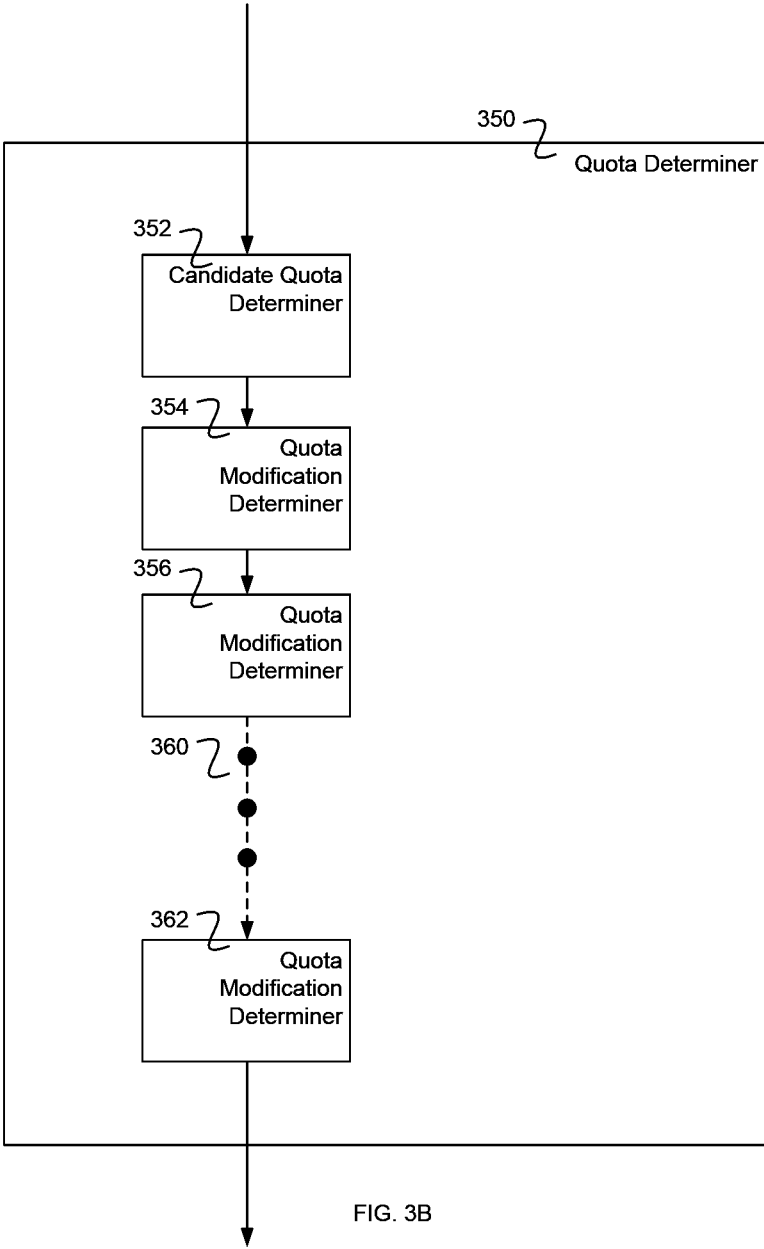 350
Quota Determiner
352
Candidate Quota
Determiner
354
Quota
Modification
Determiner
356
Quota
Modification
Determiner
360
362
Quota
Modification
Determiner
FIG. 3B